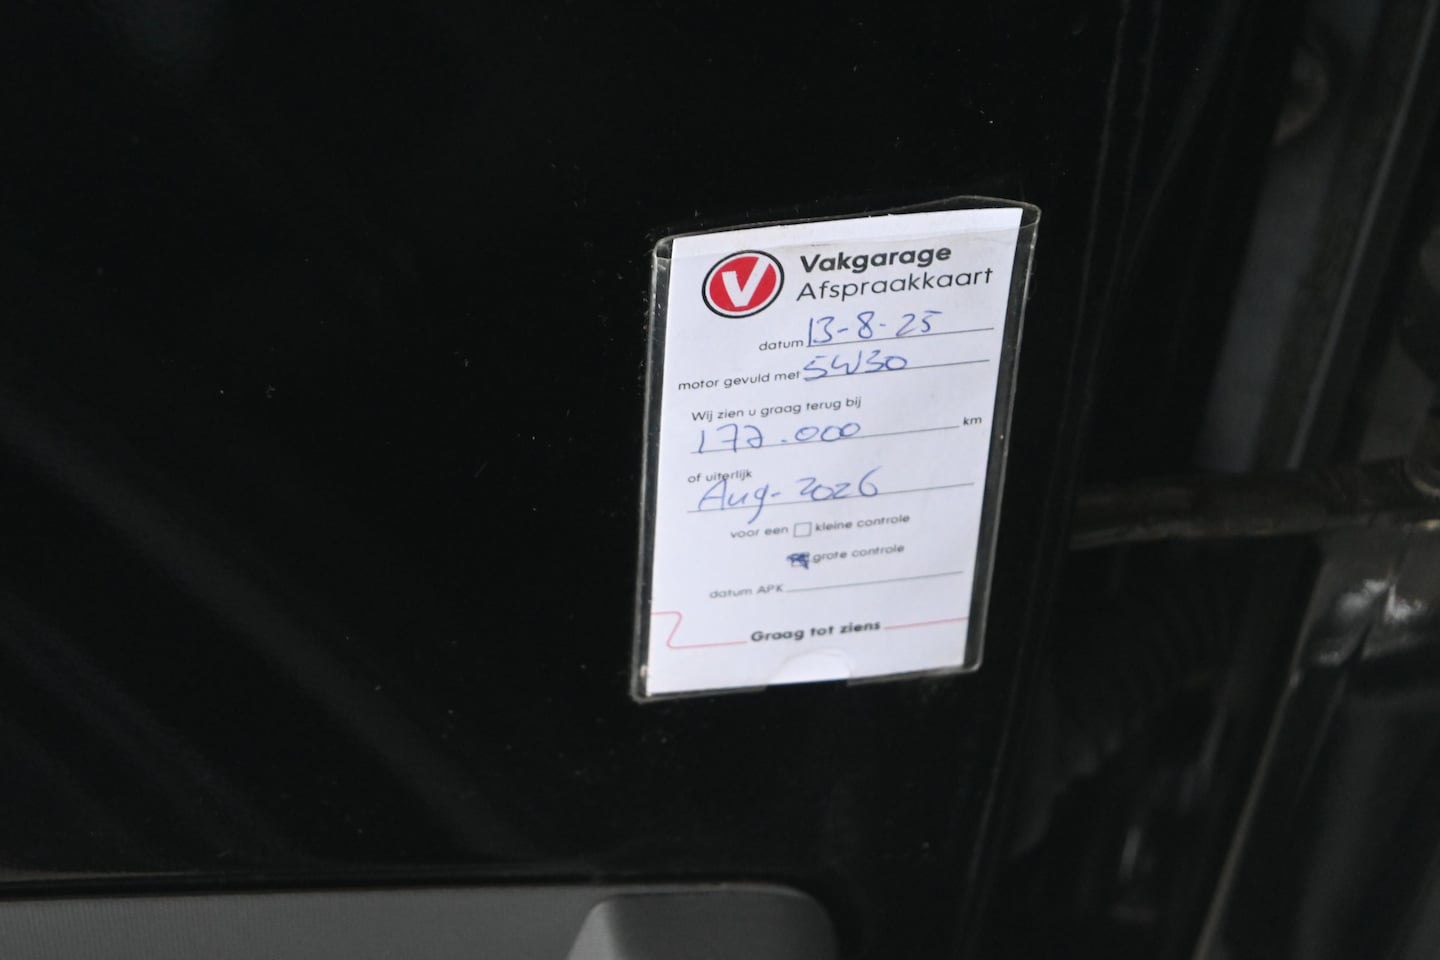 V Vakgarage
Afspraakkaart
datum 13-8-25
motor gevuld met 5W30
Wij zien u graag terug bij
177.000 km
of uiterlijk
Aug- 2026
voor een kleine controle
grote controle
datum APK
Graag tot ziens